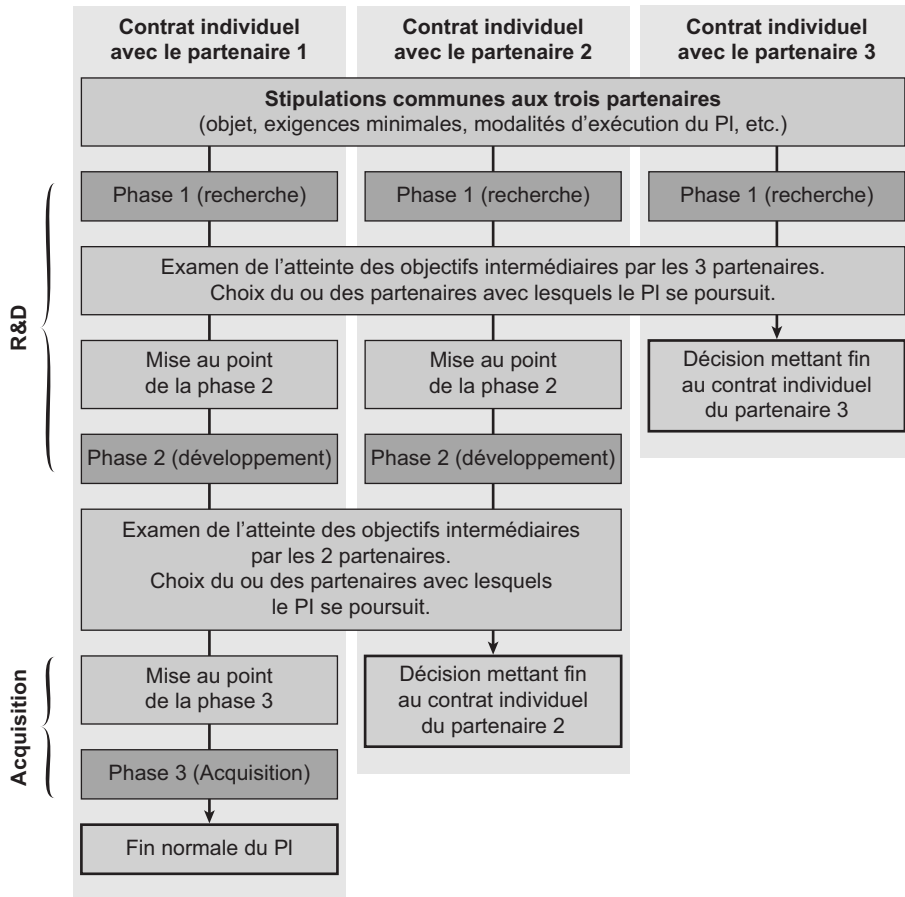 Contrat individuel
avec le partenaire 1
Contrat individuel
avec le partenaire 2
Contrat individuel
avec le partenaire 3
Stipulations communes aux trois partenaires
(objet, exigences minimales, modalités d’exécution du PI, etc.)
R&D
Phase 1 (recherche)
Phase 1 (recherche)
Phase 1 (recherche)
Examen de l’atteinte des objectifs intermédiaires par les 3 partenaires.
Choix du ou des partenaires avec lesquels le PI se poursuit.
Mise au point
de la phase 2
Mise au point
de la phase 2
Décision mettant fin
au contrat individuel
du partenaire 3
Phase 2 (développement)
Phase 2 (développement)
Examen de l’atteinte des objectifs intermédiaires
par les 2 partenaires.
Choix du ou des partenaires avec lesquels
le PI se poursuit.
Acquisition
Mise au point
de la phase 3
Décision mettant fin
au contrat individuel
du partenaire 2
Phase 3 (Acquisition)
Fin normale du PI